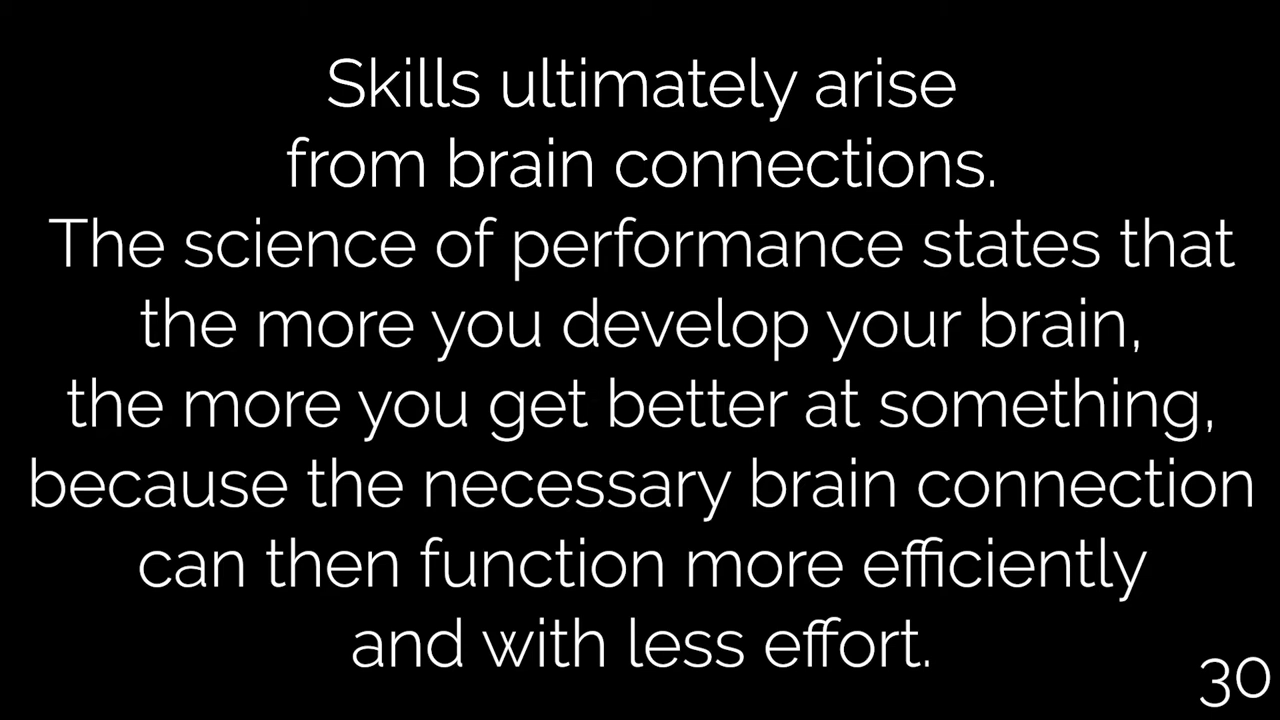 Skills ultimately arise
from brain connections.
The science of performance states that
the more you develop your brain,
the more you get better at something,
because the necessary brain connection
can then function more efficiently
and with less effort.
30